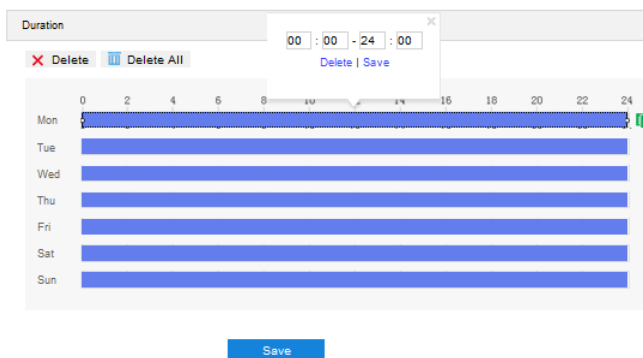 Duration
00 : 00 - 24 : 00
Delete | Save
Delete Delete All
0 2 4 6 8 10 12 14 16 18 20 22 24
Mon
Tue
Wed
Thu
Fri
Sat
Sun
Save